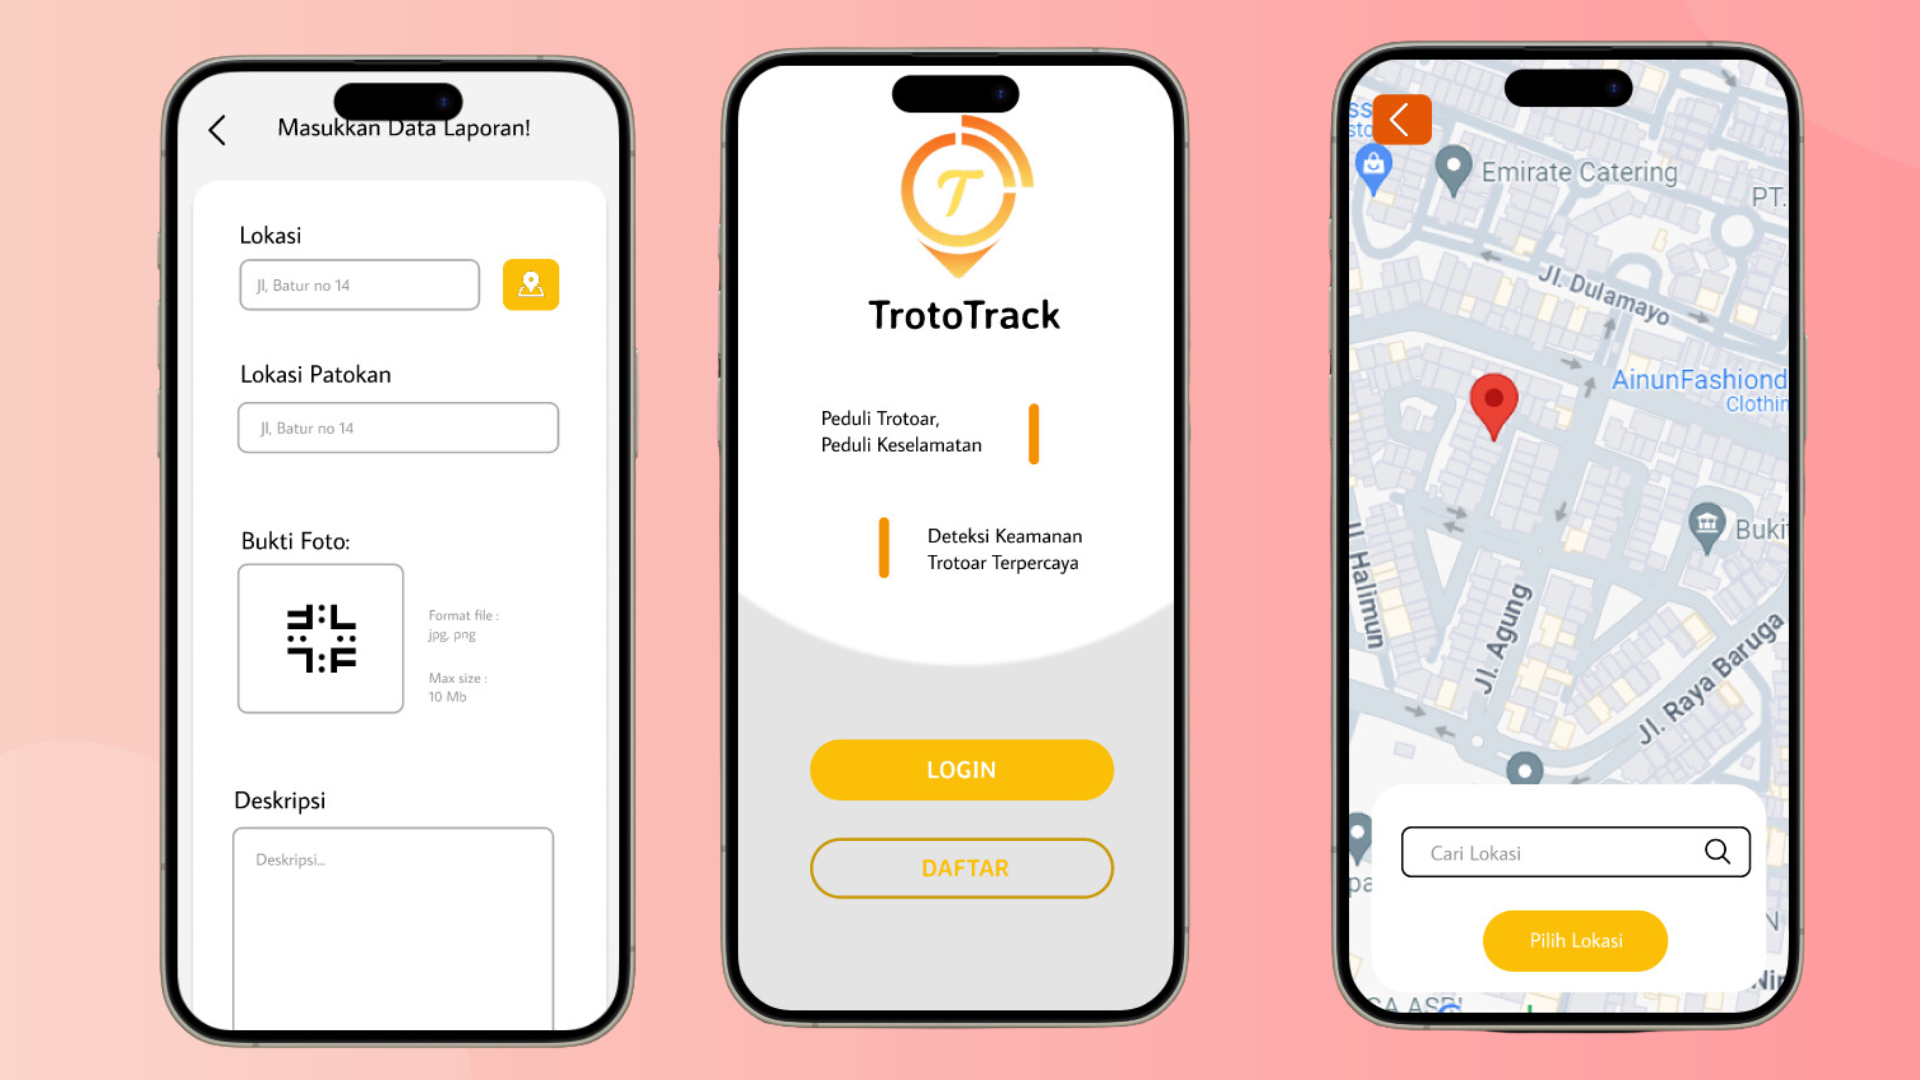 Masukkan Data Laporan!
Lokasi
Jl, Batur no 14
Lokasi Patokan
Jl, Batur no 14
Bukti Foto:
Format file :
jpg, png
Max size :
10 Mb
Deskripsi
Deskripsi...
T
TrotoTrack
Peduli Trotoar,
Peduli Keselamatan
Deteksi Keamanan
Trotoar Terpercaya
LOGIN
DAFTAR
Emirate Catering
PT.
Jl. Dulamayo
AinunFashiond
Clothin
Buki
Jl. Halimun
Jl. Agung
Jl. Raya Baruga
Cari Lokasi
Pilih Lokasi